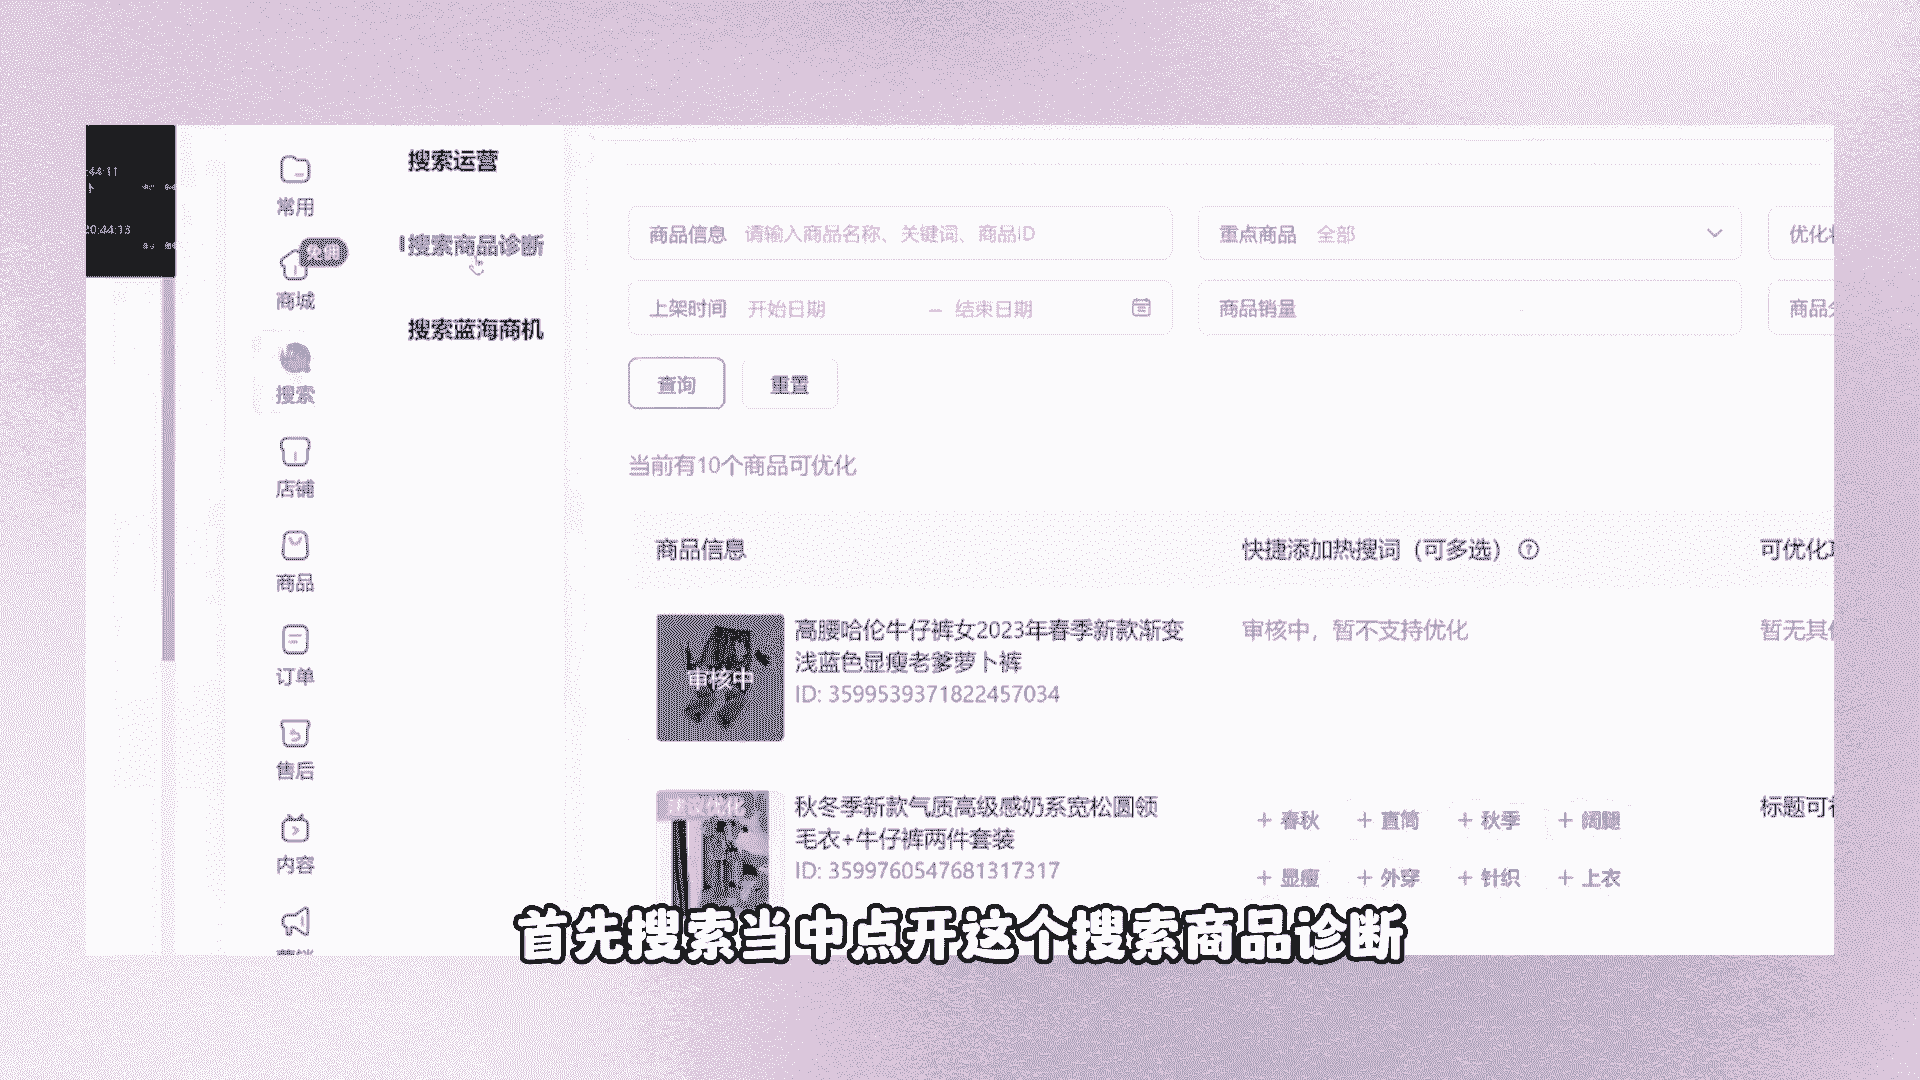 :44:11
20:44:13
常用
免佣
商城
搜索
店铺
商品
订单
售后
内容
搜索运营
搜索商品诊断
搜索蓝海商机
商品信息 请输入商品名称、关键词、商品ID
重点商品 全部
优化
上架时间 开始日期 – 结束日期
商品销量
商品
查询 重置
当前有10个商品可优化
商品信息 快捷添加热搜词（可多选） 可优化
审核中
高腰哈伦牛仔裤女2023年春季新款渐变
浅蓝色显瘦老爹萝卜裤
ID: 3599539371822457034
审核中，暂不支持优化
暂无其
建议优化
秋冬季新款气质高级感奶系宽松圆领
毛衣+牛仔裤两件套装
ID: 3599760547681317317
+ 春秋 + 直筒 + 秋季 + 阔腿
+ 显瘦 + 外穿 + 针织 + 上衣
标题可
首先搜索当中点开这个搜索商品诊断